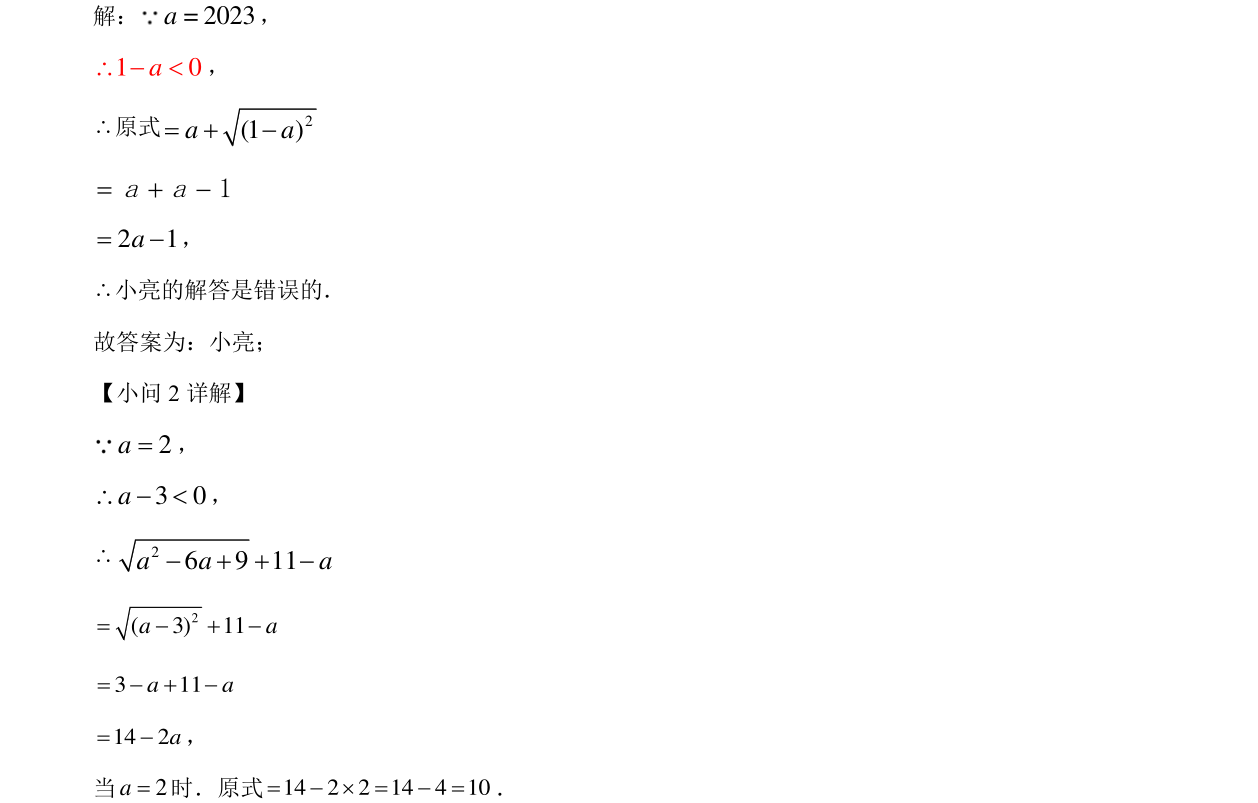 解：∵a=2023，
∴1−a<0，
∴原式=a+√(1−a)²
= a + a − 1
=2a−1，
∴小亮的解答是错误的．
故答案为：小亮；
【小问 2 详解】
∵a=2，
∴a−3<0，
∴√a²−6a+9+11−a
=√(a−3)²+11−a
=3−a+11−a
=14−2a，
当a=2时．原式=14−2×2=14−4=10．